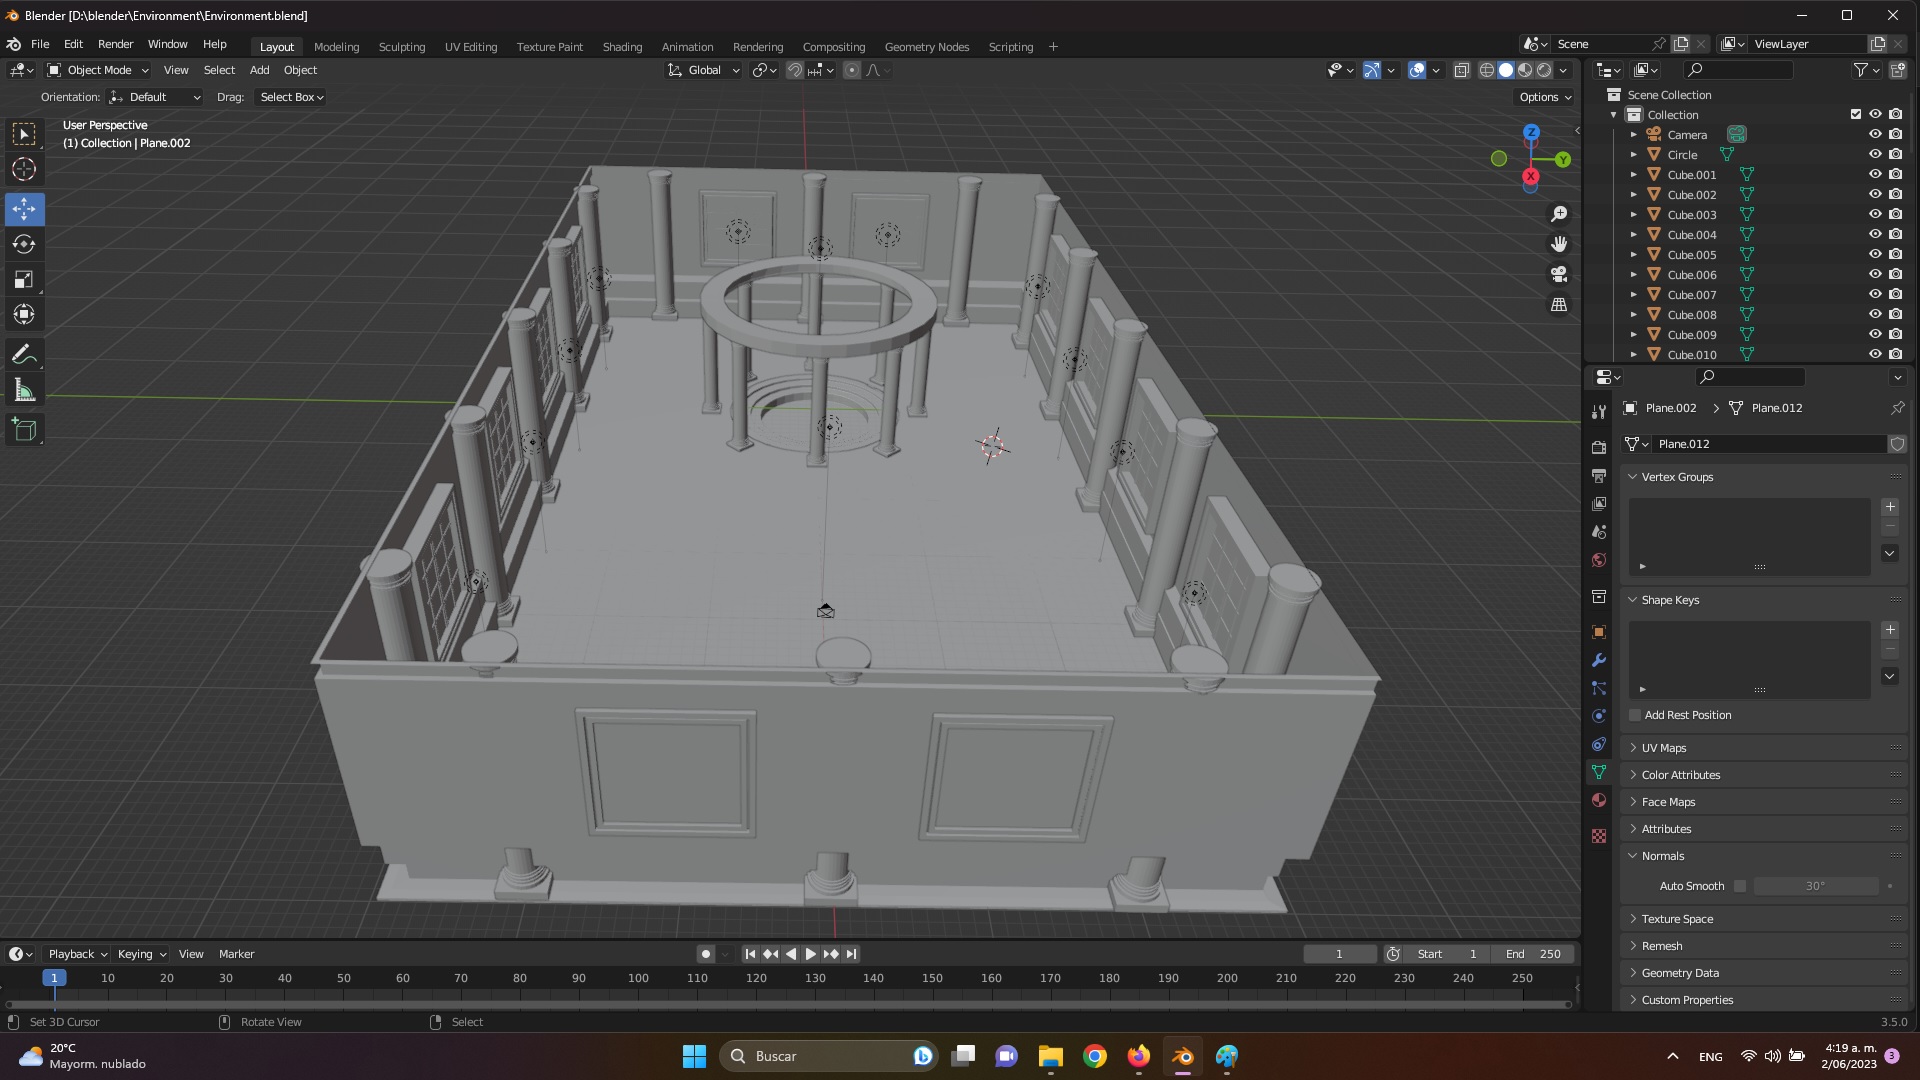 Blender [D:\blender\Environment\Environment.blend]
File Edit Render Window Help Layout Modeling Sculpting UV Editing Texture Paint Shading Animation Rendering Compositing Geometry Nodes Scripting + Scene ViewLayer
Object Mode View Select Add Object Global
Orientation: Default Drag: Select Box Options
User Perspective
(1) Collection | Plane.002
Z
Y
X
Scene Collection
Collection
Camera
Circle
Cube.001
Cube.002
Cube.003
Cube.004
Cube.005
Cube.006
Cube.007
Cube.008
Cube.009
Cube.010
Plane.002 > Plane.012
Plane.012
Vertex Groups
Shape Keys
Add Rest Position
UV Maps
Color Attributes
Face Maps
Attributes
Normals
Auto Smooth 30°
Texture Space
Remesh
Geometry Data
Custom Properties
Playback Keying View Marker 1 Start 1 End 250
1 10 20 30 40 50 60 70 80 90 100 110 120 130 140 150 160 170 180 190 200 210 220 230 240 250
Set 3D Cursor Rotate View Select 3.5.0
20°C
Mayorm. nublado
Buscar
ENG
4:19 a. m.
2/06/2023
3